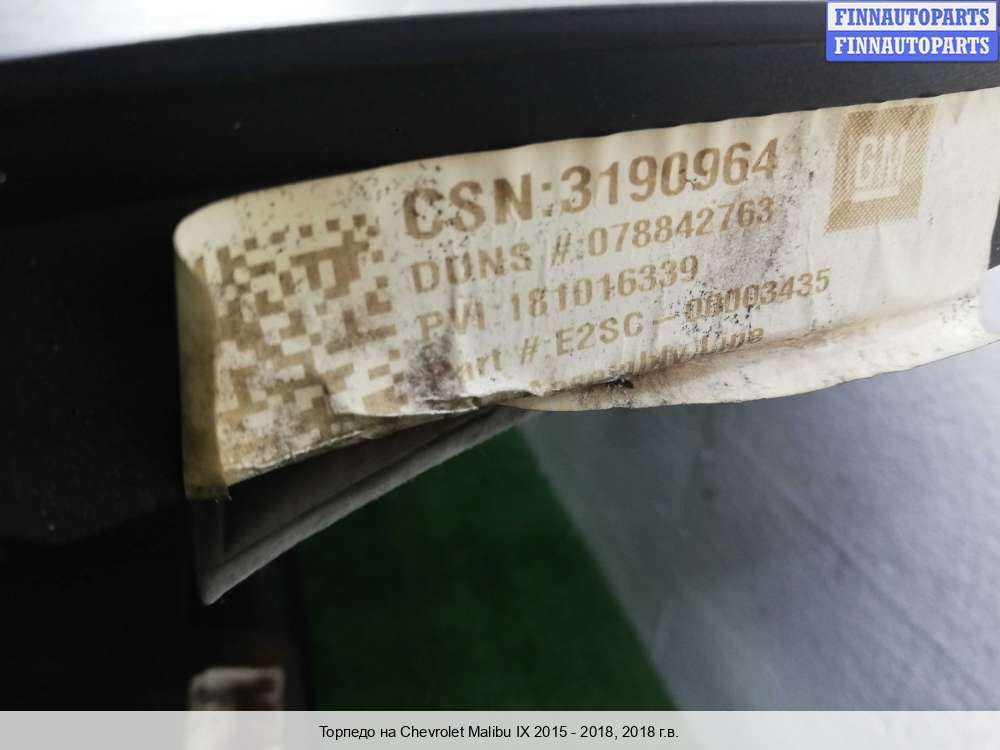 FINNAUTOPARTS
FINNAUTOPARTS
GM
CSN:3190964
DUNS #:078842763
PVI 181016339
#:E2SC-00003435
Line
Торпедо на Chevrolet Malibu IX 2015 - 2018, 2018 г.в.